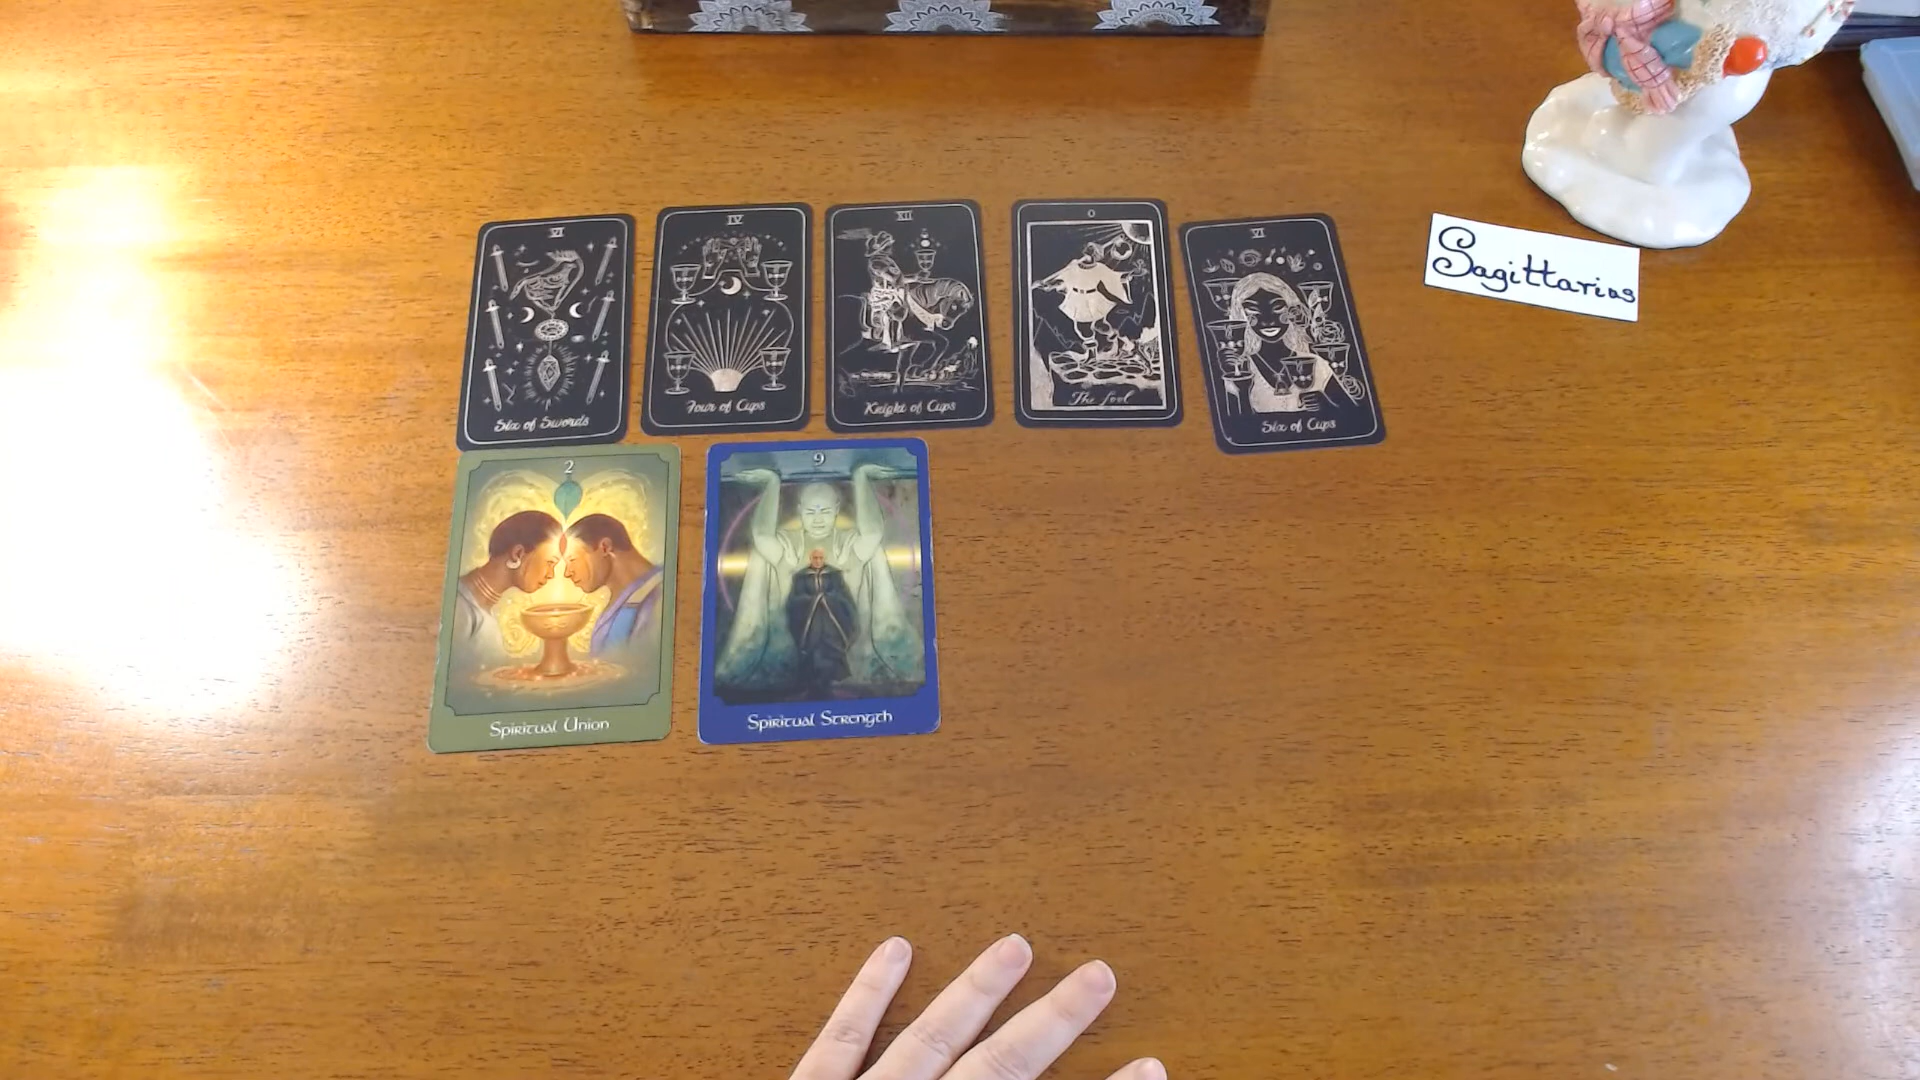 VI
Six of Swords
IV
Four of Cups
XII
Knight of Cups
0
The fool
VI
Six of Cups
Sagittarius
2
Spiritual Union
9
Spiritual Strength